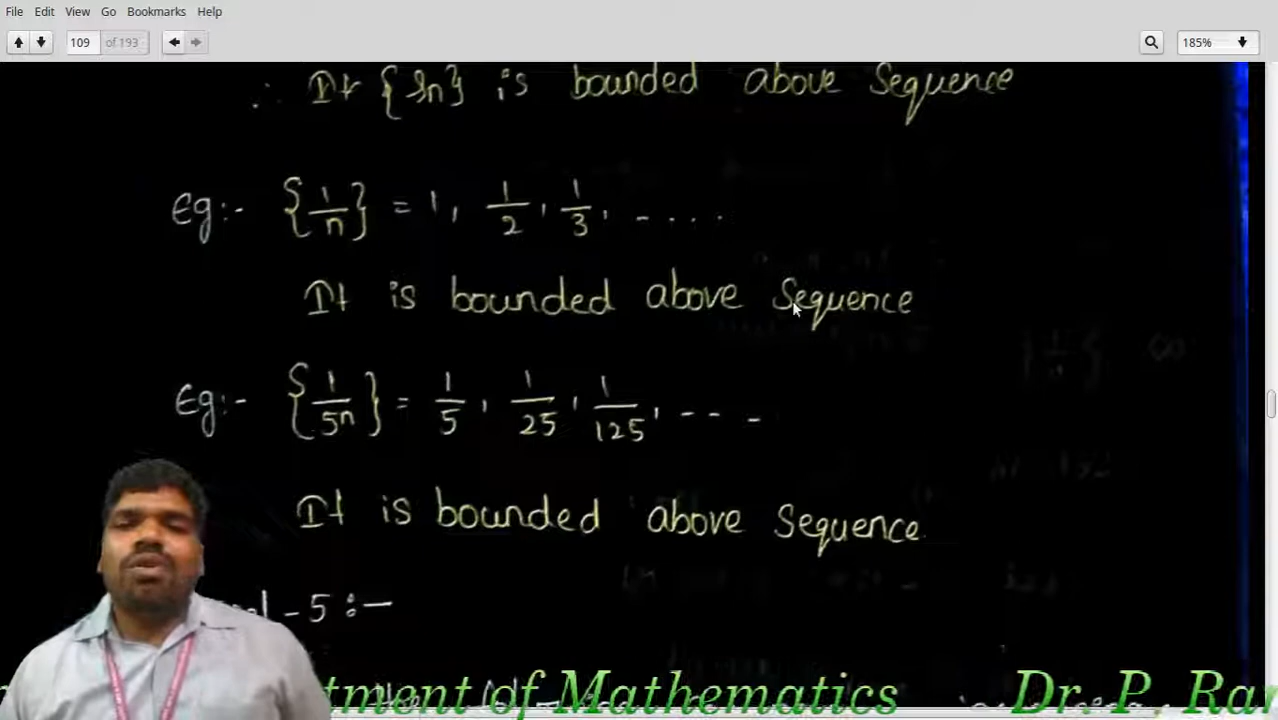 File Edit View Go Bookmarks Help
109 of 193 185%
∴ It {Sn} is bounded above Sequence
Eg:- {1/n} = 1, 1/2, 1/3, - . . . .
It is bounded above Sequence
Eg:- {1/5ⁿ} = 1/5, 1/25, 1/125, - - -
It is bounded above Sequence
- 5 :-
tment of Mathematics Dr. P. Ra